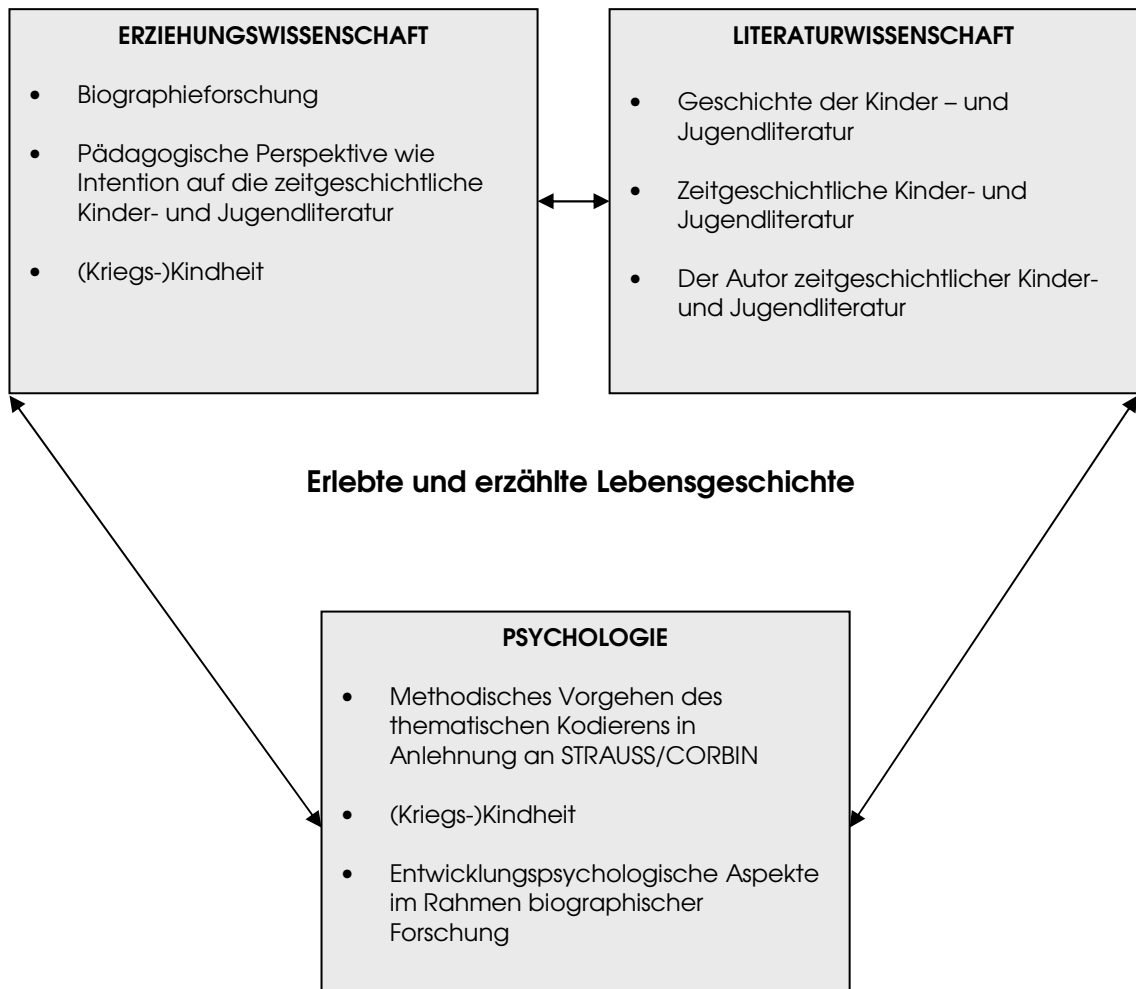 ERZIEHUNGSWISSENSCHAFT
• Biographieforschung
• Pädagogische Perspektive wie
Intention auf die zeitgeschichtliche
Kinder- und Jugendliteratur
• (Kriegs-)Kindheit
LITERATURWISSENSCHAFT
• Geschichte der Kinder – und
Jugendliteratur
• Zeitgeschichtliche Kinder- und
Jugendliteratur
• Der Autor zeitgeschichtlicher Kinder-
und Jugendliteratur
Erlebte und erzählte Lebensgeschichte
PSYCHOLOGIE
• Methodisches Vorgehen des
thematischen Kodierens in
Anlehnung an STRAUSS/CORBIN
• (Kriegs-)Kindheit
• Entwicklungspsychologische Aspekte
im Rahmen biographischer
Forschung